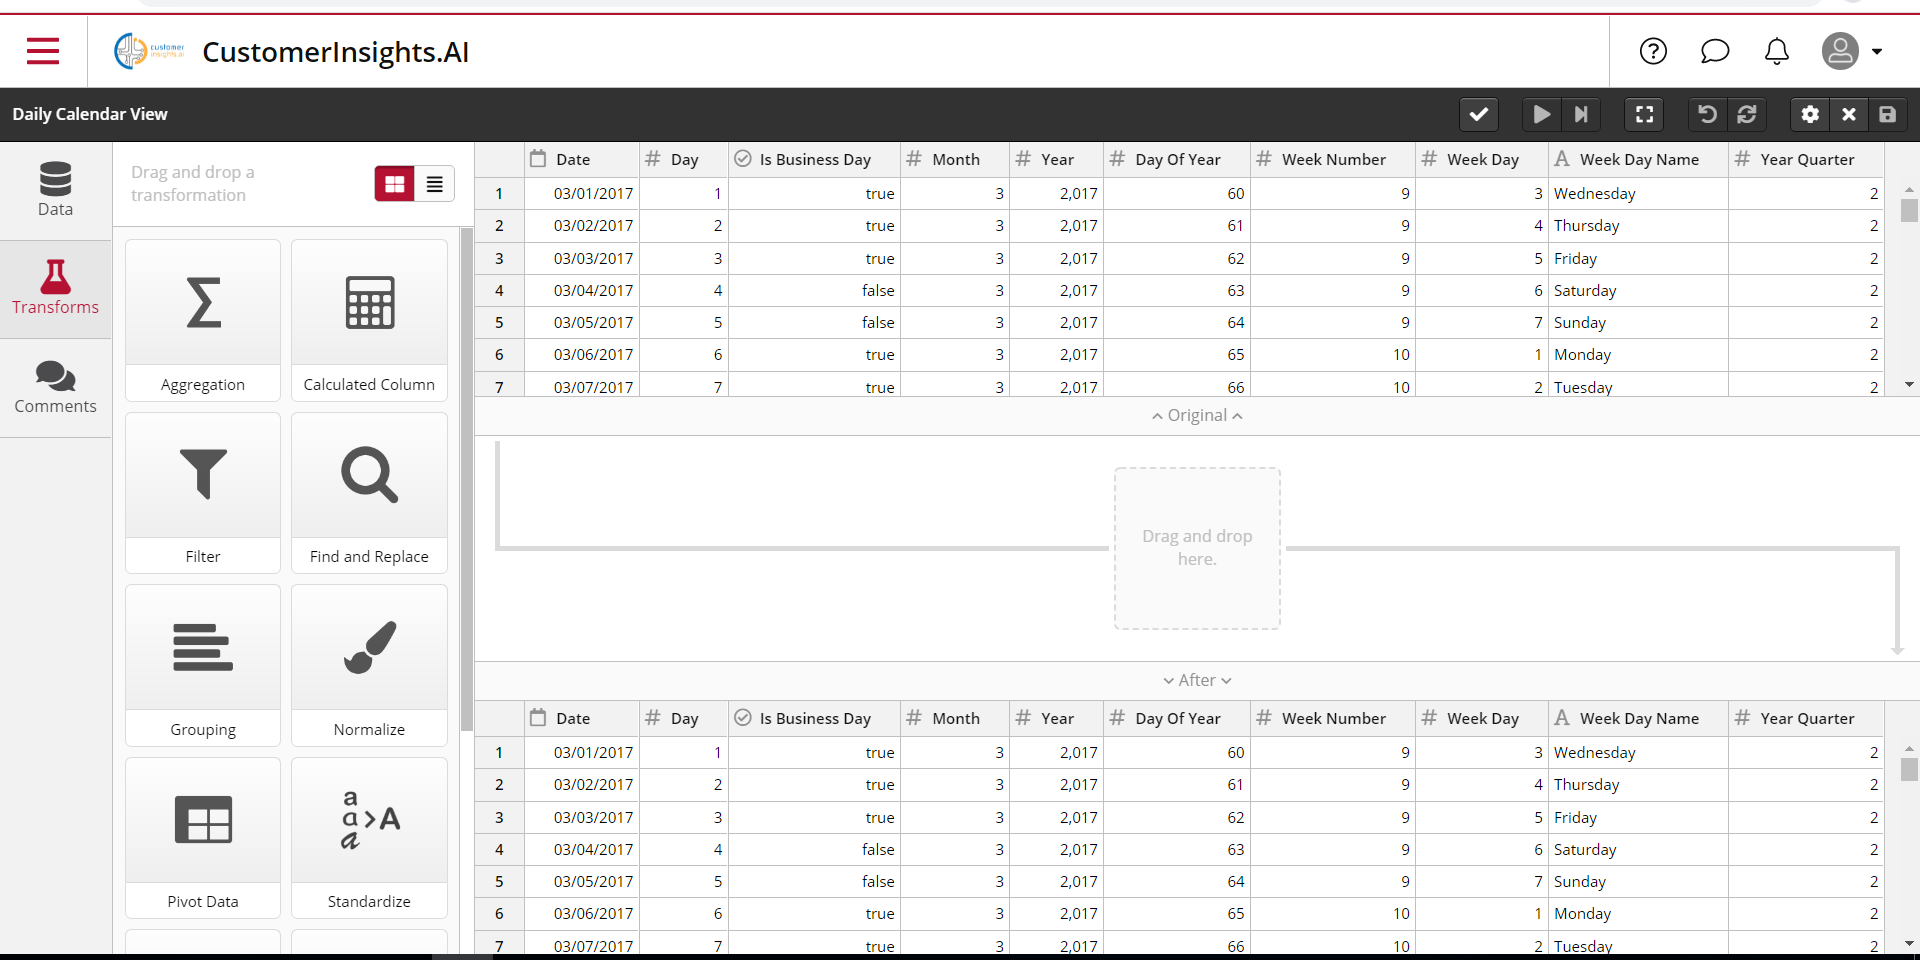 customer
insights.ai
CustomerInsights.AI
Daily Calendar View
Data
Transforms
Comments
Drag and drop a
transformation
Aggregation
Calculated Column
Filter
Find and Replace
Grouping
Normalize
Pivot Data
a
a > A
a
Standardize
Date # Day Is Business Day # Month # Year # Day Of Year # Week Number # Week Day A Week Day Name # Year Quarter
1 03/01/2017 1 true 3 2,017 60 9 3 Wednesday 2
2 03/02/2017 2 true 3 2,017 61 9 4 Thursday 2
3 03/03/2017 3 true 3 2,017 62 9 5 Friday 2
4 03/04/2017 4 false 3 2,017 63 9 6 Saturday 2
5 03/05/2017 5 false 3 2,017 64 9 7 Sunday 2
6 03/06/2017 6 true 3 2,017 65 10 1 Monday 2
7 03/07/2017 7 true 3 2,017 66 10 2 Tuesday 2
Original
Drag and drop
here.
After
Date # Day Is Business Day # Month # Year # Day Of Year # Week Number # Week Day A Week Day Name # Year Quarter
1 03/01/2017 1 true 3 2,017 60 9 3 Wednesday 2
2 03/02/2017 2 true 3 2,017 61 9 4 Thursday 2
3 03/03/2017 3 true 3 2,017 62 9 5 Friday 2
4 03/04/2017 4 false 3 2,017 63 9 6 Saturday 2
5 03/05/2017 5 false 3 2,017 64 9 7 Sunday 2
6 03/06/2017 6 true 3 2,017 65 10 1 Monday 2
7 03/07/2017 7 true 3 2,017 66 10 2 Tuesday 2